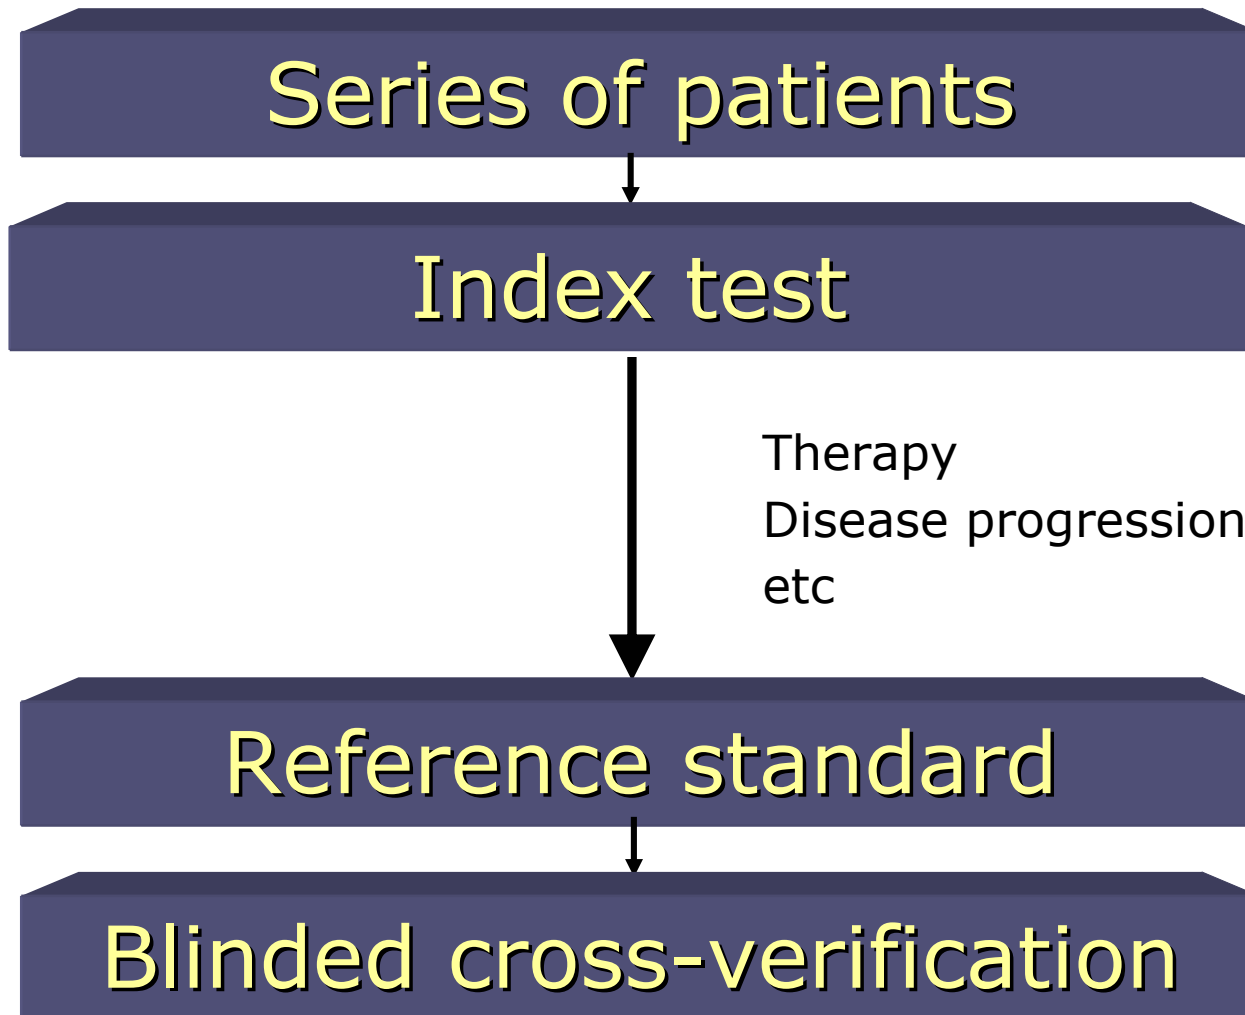 Series of patients
Index test
Therapy
Disease progression
etc
Reference standard
Blinded cross-verification